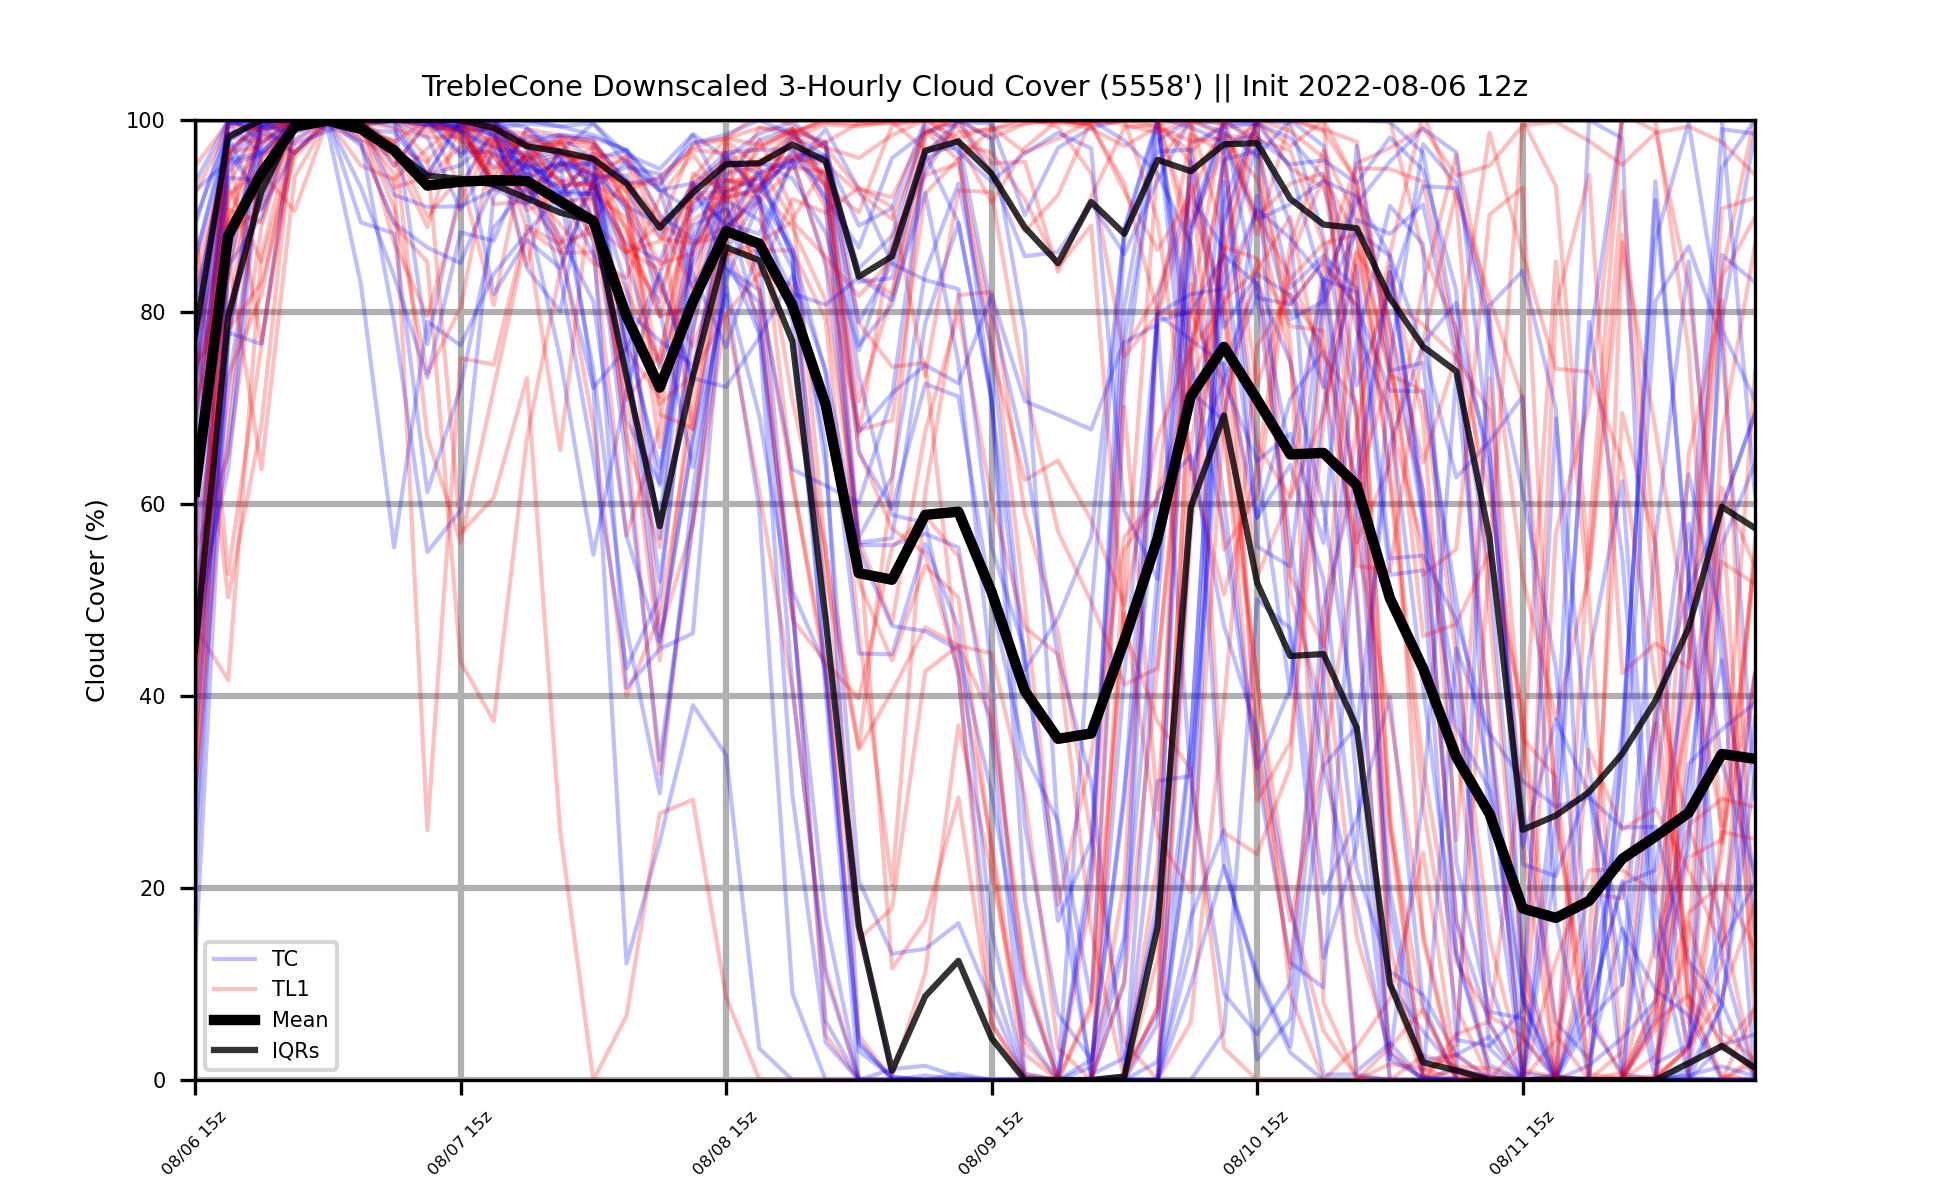 TrebleCone Downscaled 3-Hourly Cloud Cover (5558') || Init 2022-08-06 12z
Cloud Cover (%)
100
80
60
40
20
0
TC
TL1
Mean
IQRs
08/06 15z
08/07 15z
08/08 15z
08/09 15z
08/10 15z
08/11 15z